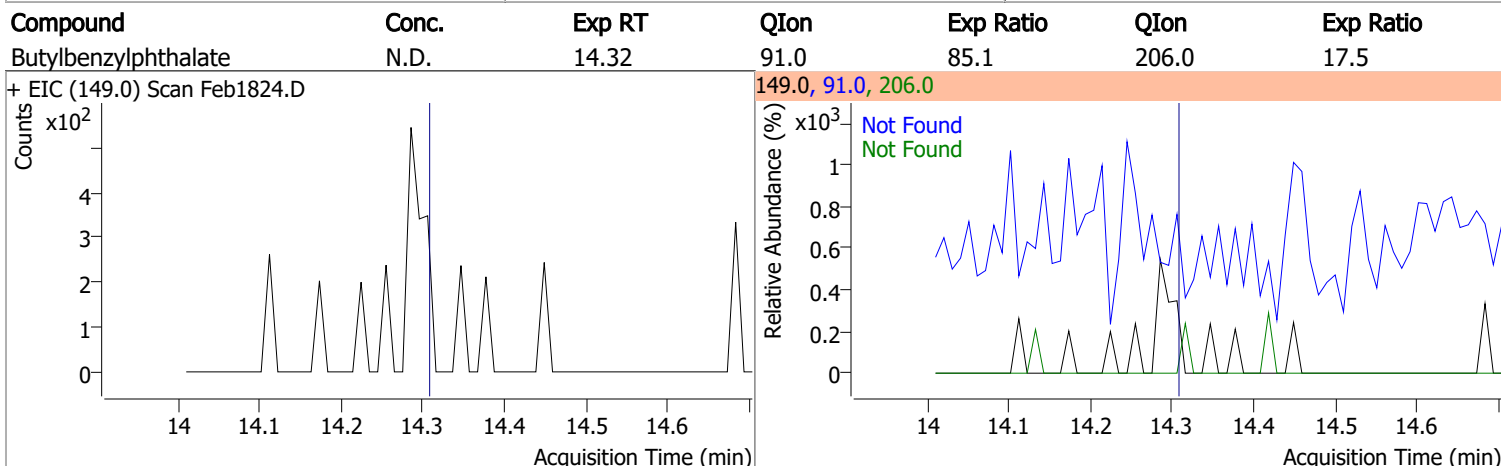 Compound Conc. Exp RT QIon Exp Ratio QIon Exp Ratio
Butylbenzylphthalate N.D. 14.32 91.0 85.1 206.0 17.5
+ EIC (149.0) Scan Feb1824.D
Counts
x10²
4
3
2
1
0
14 14.1 14.2 14.3 14.4 14.5 14.6
Acquisition Time (min)
149.0, 91.0, 206.0
Relative Abundance (%)
x10³
Not Found
Not Found
1
0.8
0.6
0.4
0.2
0
14 14.1 14.2 14.3 14.4 14.5 14.6
Acquisition Time (min)